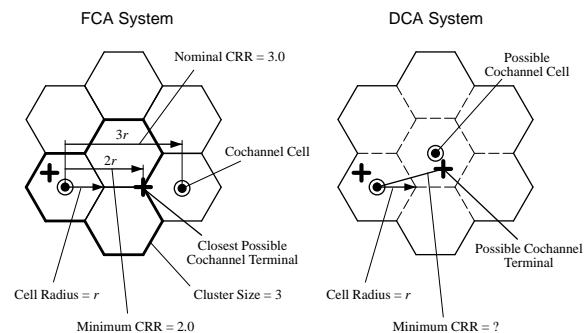 FCA System
Nominal CRR = 3.0
3r
2r
Cochannel Cell
Closest Possible
Cochannel Terminal
Cell Radius = r
Cluster Size = 3
Minimum CRR = 2.0
DCA System
Possible
Cochannel Cell
Possible Cochannel
Terminal
Cell Radius = r
Minimum CRR = ?